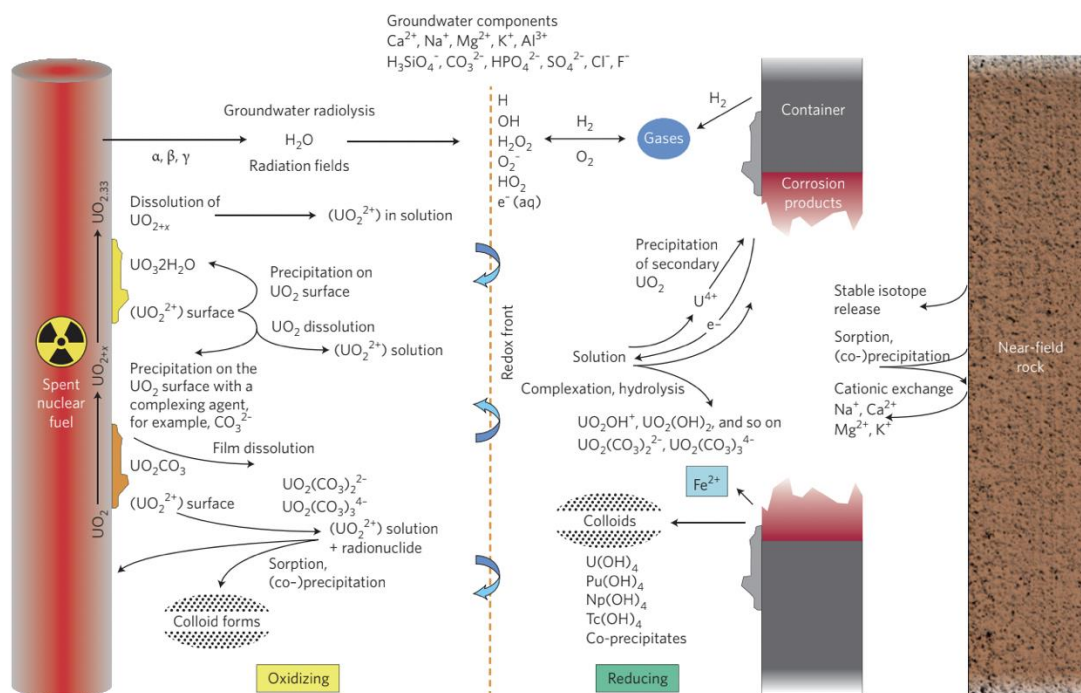 Groundwater components
Ca²⁺, Na⁺, Mg²⁺, K⁺, Al³⁺
H₃SiO₄⁻, CO₃²⁻, HPO₄²⁻, SO₄²⁻, Cl⁻, F⁻
Groundwater radiolysis
H₂O
Radiation fields
α, β, γ
H
OH
H₂O₂
O₂⁻
HO₂
e⁻ (aq)
H₂
O₂
Gases
H₂
Container
Corrosion
products
UO₂.₃₃
UO₂₊ₓ
UO₂
Dissolution of
UO₂₊ₓ
(UO₂²⁺) in solution
UO₃2H₂O
(UO₂²⁺) surface
Precipitation on
UO₂ surface
UO₂ dissolution
(UO₂²⁺) solution
Spent
nuclear
fuel
Precipitation on the
UO₂ surface with a
complexing agent,
for example, CO₃²⁻
Film dissolution
UO₂CO₃
(UO₂²⁺) surface
UO₂(CO₃)₂²⁻
UO₂(CO₃)₃⁴⁻
(UO₂²⁺) solution
+ radionuclide
Sorption,
(co-)precipitation
Colloid forms
Oxidizing
Redox front
Precipitation
of secondary
UO₂
U⁴⁺
e−
Solution
Complexation, hydrolysis
UO₂OH⁺, UO₂(OH)₂, and so on
UO₂(CO₃)₂²⁻, UO₂(CO₃)₃⁴⁻
Fe²⁺
Colloids
U(OH)₄
Pu(OH)₄
Np(OH)₄
Tc(OH)₄
Co-precipitates
Reducing
Stable isotope
release
Sorption,
(co-)precipitation
Cationic exchange
Na⁺, Ca²⁺
Mg²⁺, K⁺
Near-field
rock